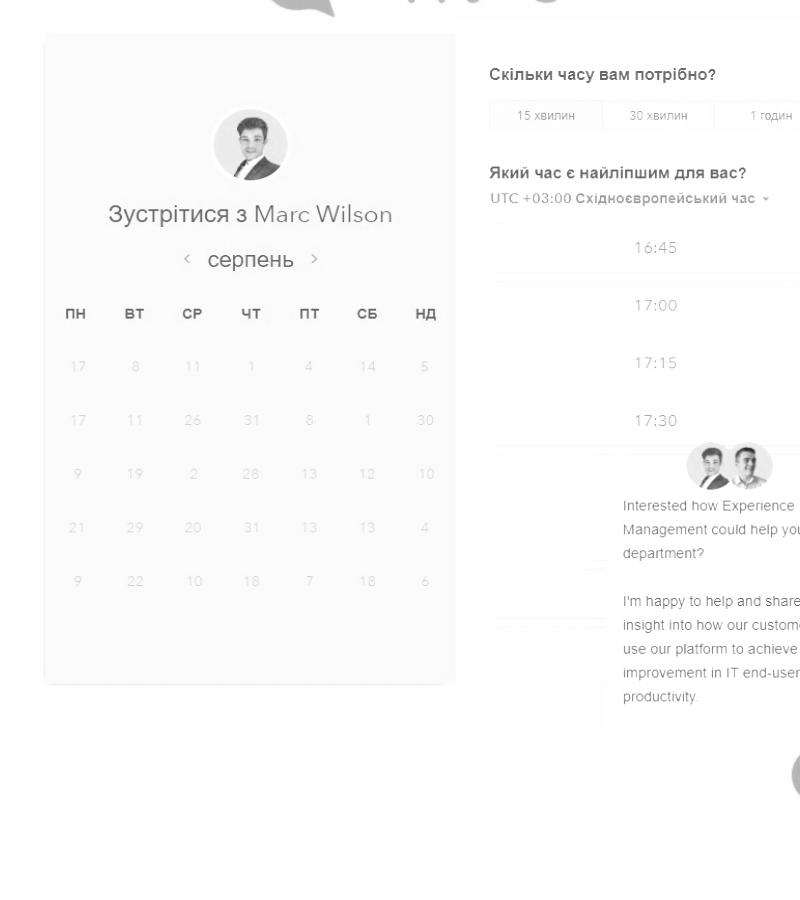 Зустрітися з Marc Wilson
серпень
ПН ВТ СР ЧТ ПТ СБ НД
17 8 11 1 4 14 5
17 11 26 31 8 1 30
9 19 2 28 13 12 10
21 29 20 31 13 13 4
9 22 10 18 7 18 6
Скільки часу вам потрібно?
15 хвилин 30 хвилин 1 годин
Який час є найліпшим для вас?
UTC +03:00 Східноєвропейський час
16:45
17:00
17:15
17:30
Interested how Experience
Management could help you
department?
I'm happy to help and share
insight into how our custome
use our platform to achieve
improvement in IT end-user
productivity.